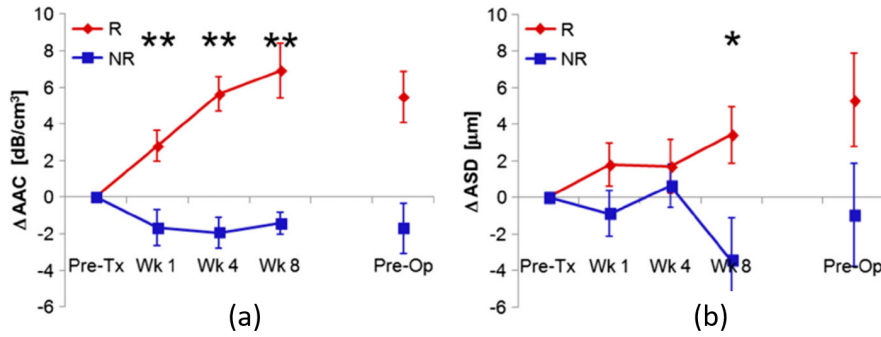 10
8
6
4
2
0
-2
-4
-6
Δ AAC [dB/cm³]
R
NR
** ** **
Pre-Tx Wk 1 Wk 4 Wk 8 Pre-Op
(a)
10
8
6
4
2
0
-2
-4
-6
Δ ASD [μm]
R
NR
*
Pre-Tx Wk 1 Wk 4 Wk 8 Pre-Op
(b)